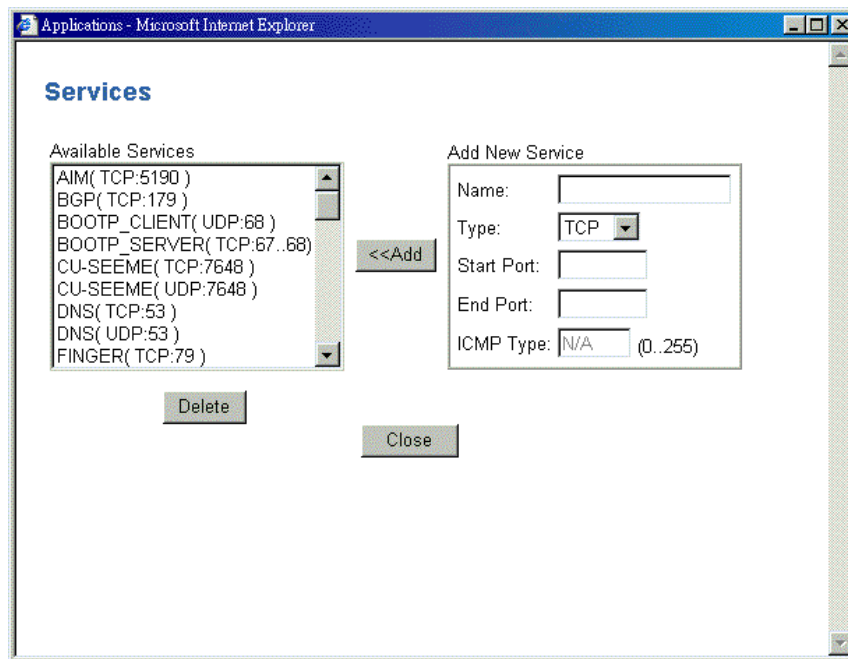 Applications - Microsoft Internet Explorer
Services
Available Services
AIM( TCP:5190 )
BGP( TCP:179 )
BOOTP_CLIENT( UDP:68 )
BOOTP_SERVER( TCP:67..68)
CU-SEEME( TCP:7648 )
CU-SEEME( UDP:7648 )
DNS( TCP:53 )
DNS( UDP:53 )
FINGER( TCP:79 )
Delete
<<Add
Add New Service
Name:
Type: TCP
Start Port:
End Port:
ICMP Type: N/A (0..255)
Close